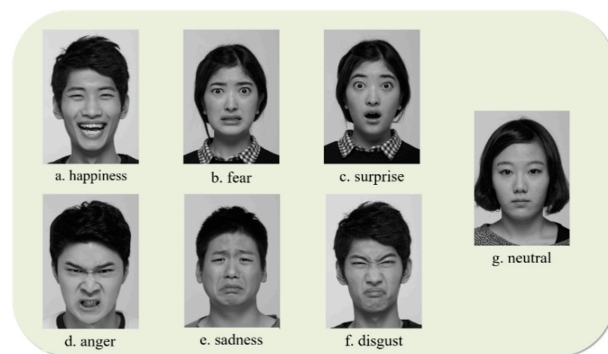 a. happiness
b. fear
c. surprise
d. anger
e. sadness
f. disgust
g. neutral